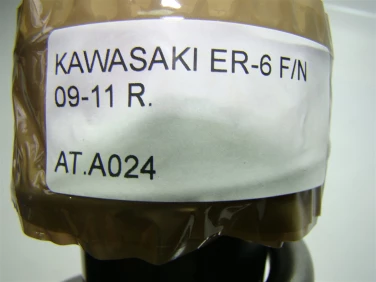 KAWASAKI ER-6 F/N
09-11 R.
AT.A024